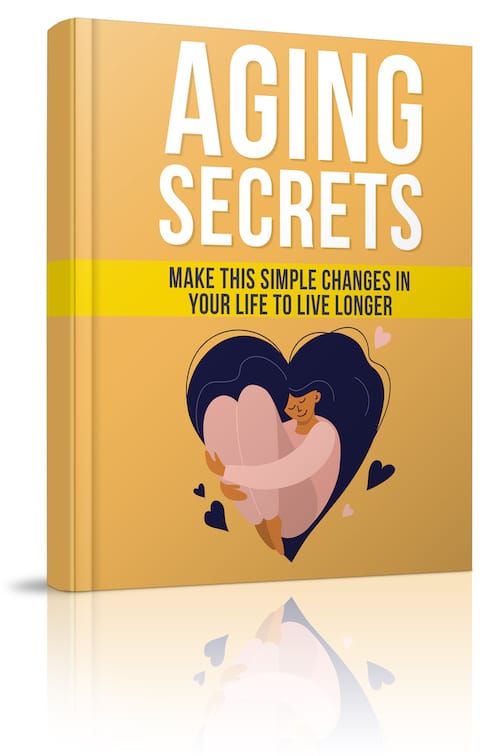 AGING
SECRETS
MAKE THIS SIMPLE CHANGES IN
YOUR LIFE TO LIVE LONGER